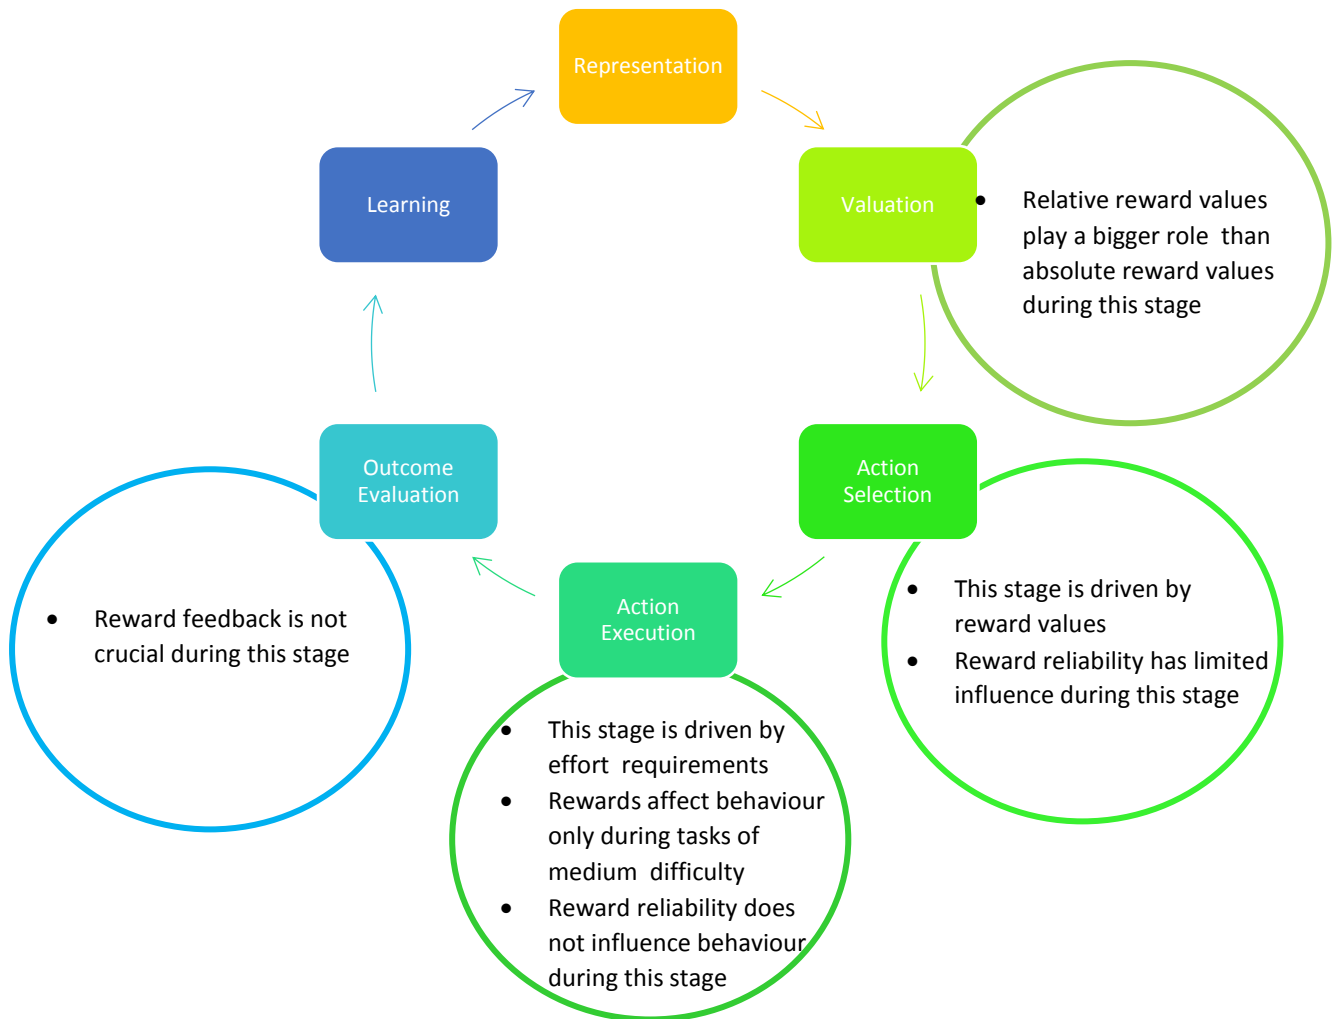 Representation
Learning
Valuation
• Relative reward values
play a bigger role than
absolute reward values
during this stage
Outcome
Evaluation
Action
Selection
• Reward feedback is not
crucial during this stage
Action
Execution
• This stage is driven by
reward values
• Reward reliability has limited
influence during this stage
• This stage is driven by
effort requirements
• Rewards affect behaviour
only during tasks of
medium difficulty
• Reward reliability does
not influence behaviour
during this stage